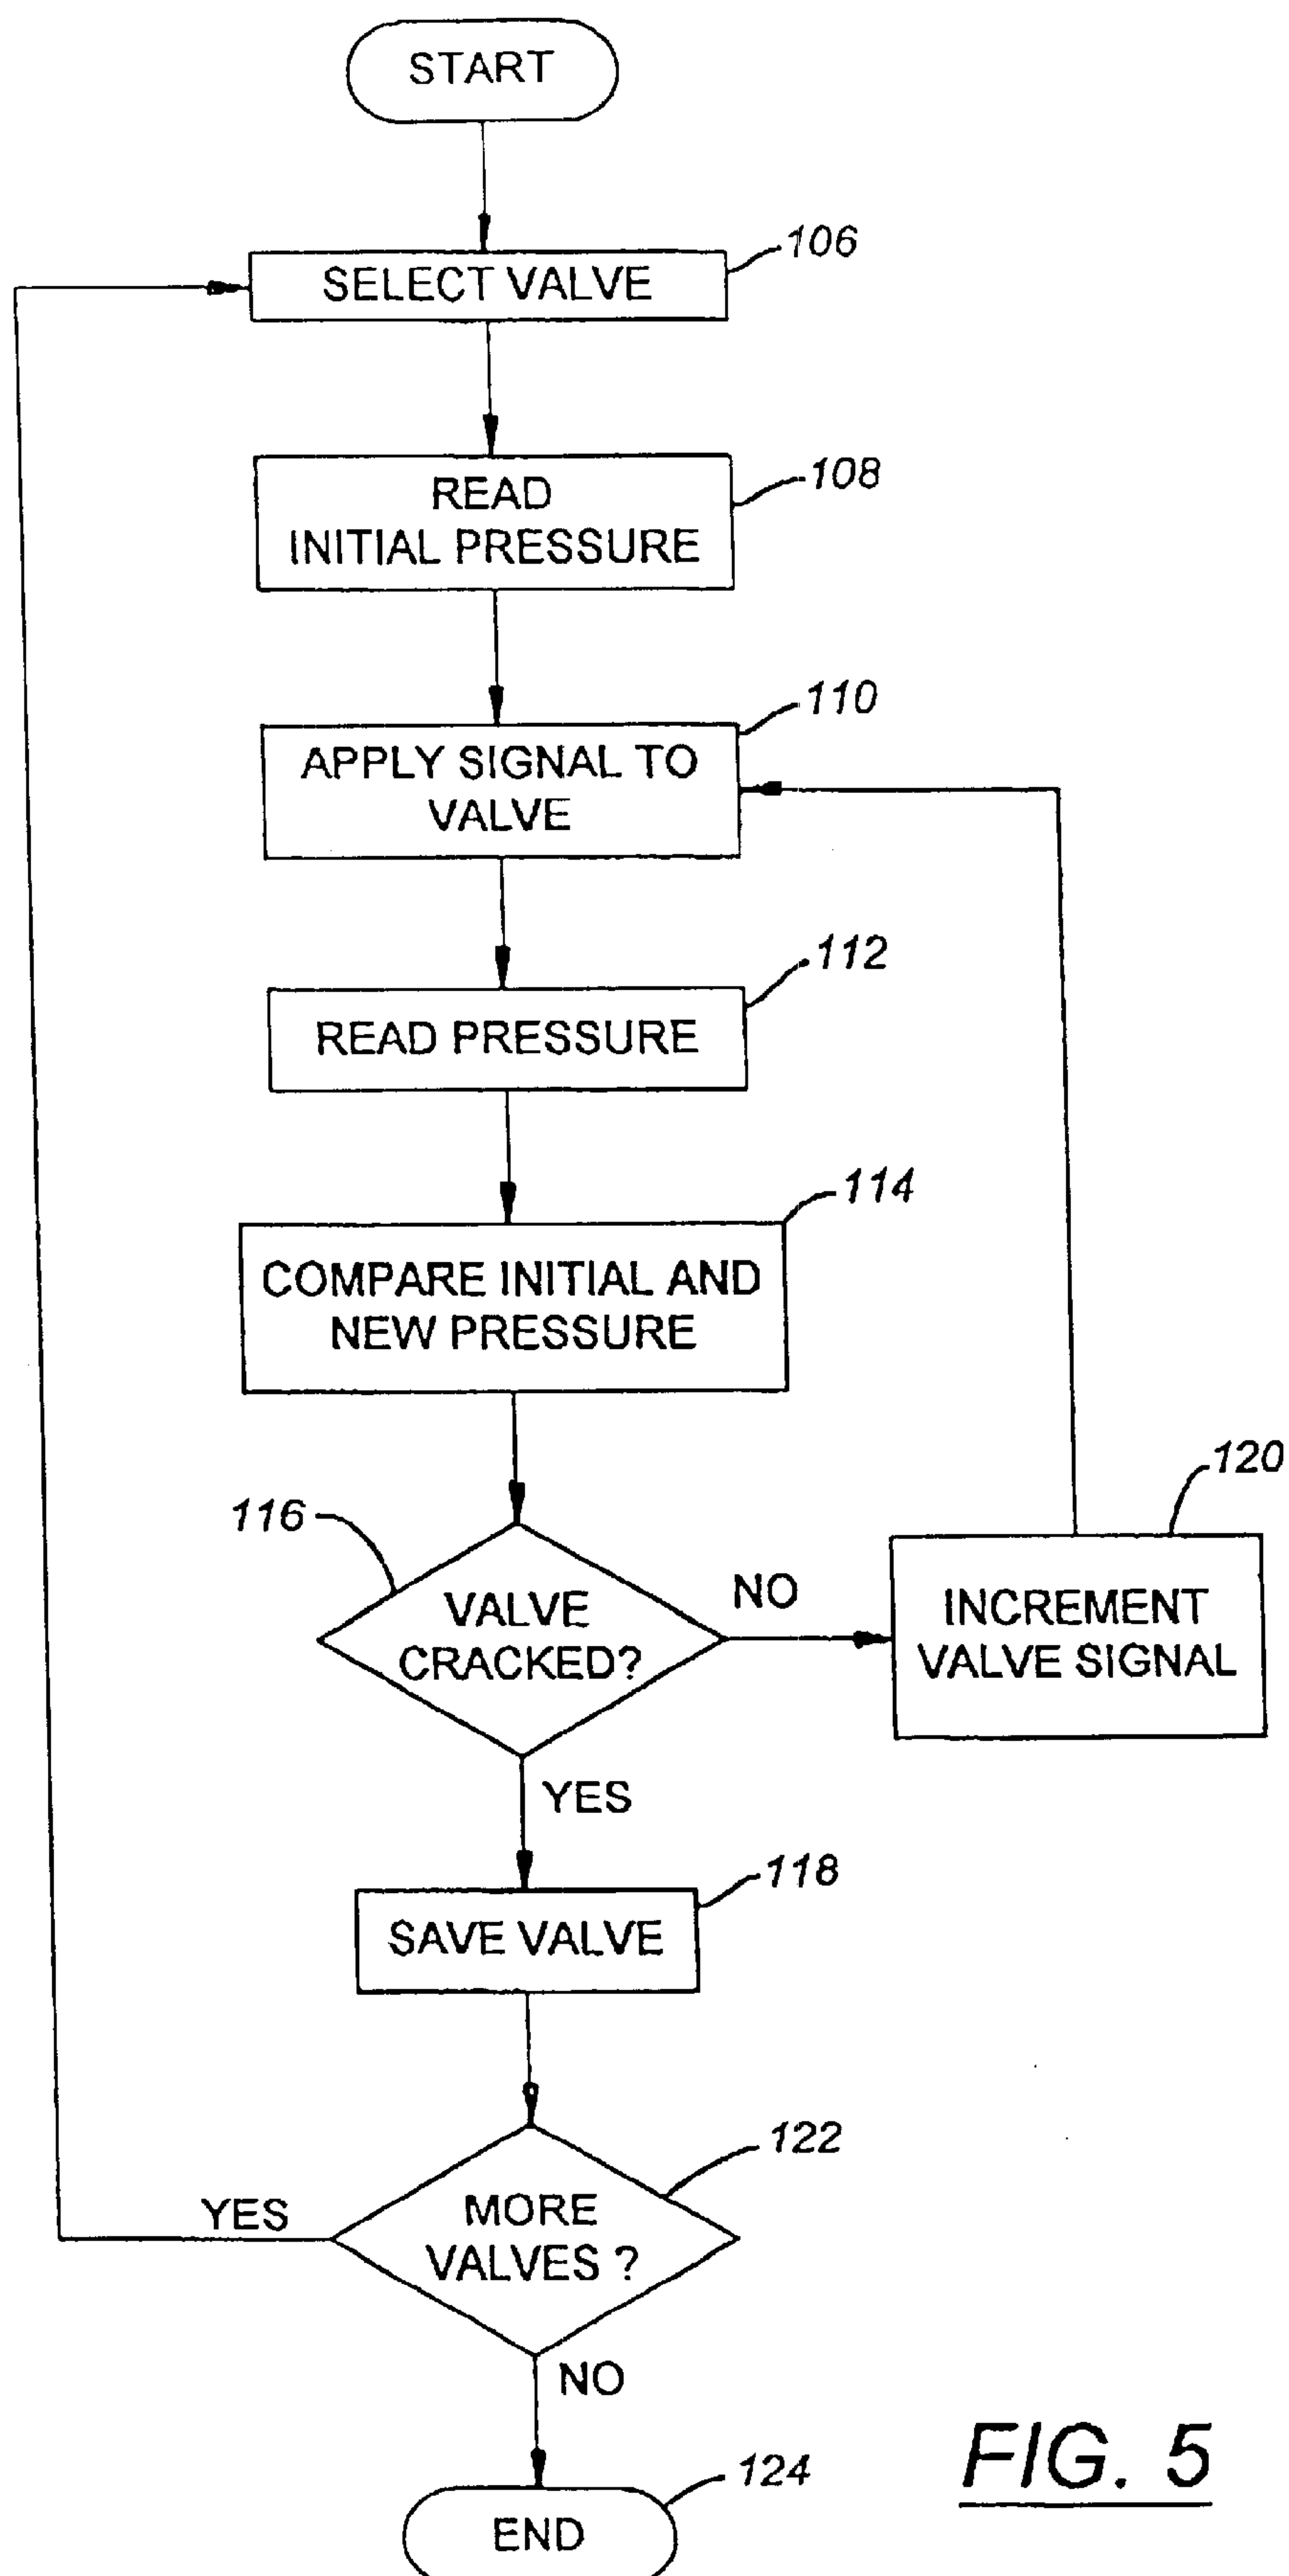 START
106
SELECT VALVE
108
READ
INITIAL PRESSURE
110
APPLY SIGNAL TO
VALVE
112
READ PRESSURE
114
COMPARE INITIAL AND
NEW PRESSURE
116
VALVE
CRACKED?
NO
120
INCREMENT
VALVE SIGNAL
YES
118
SAVE VALVE
122
MORE
VALVES ?
YES
NO
124
END
FIG. 5